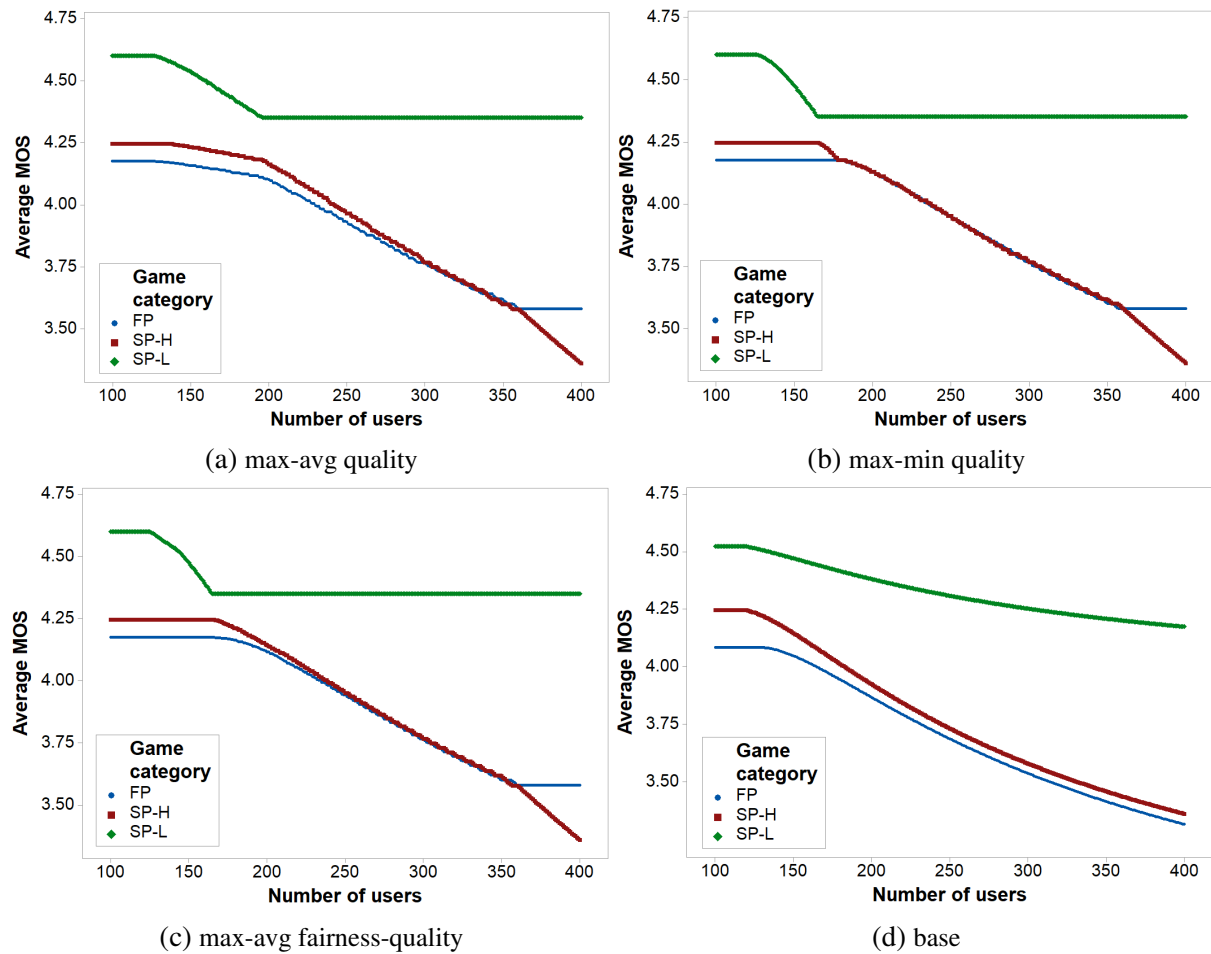 4.75
4.50
4.25
4.00
3.75
3.50
Average MOS
Game
category
FP
SP-H
SP-L
100 150 200 250 300 350 400
Number of users
(a) max-avg quality
4.75
4.50
4.25
4.00
3.75
3.50
Average MOS
Game
category
FP
SP-H
SP-L
100 150 200 250 300 350 400
Number of users
(b) max-min quality
4.75
4.50
4.25
4.00
3.75
3.50
Average MOS
Game
category
FP
SP-H
SP-L
100 150 200 250 300 350 400
Number of users
(c) max-avg fairness-quality
4.75
4.50
4.25
4.00
3.75
3.50
Average MOS
Game
category
FP
SP-H
SP-L
100 150 200 250 300 350 400
Number of users
(d) base